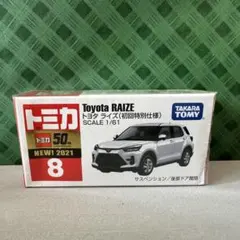 トミカ
50th
NEW! 2021
8
Toyota RAIZE
トヨタ ライズ(初回特別仕様)
SCALE 1/61
TAKARA
TOMY
サスペンション/後部ドア開閉